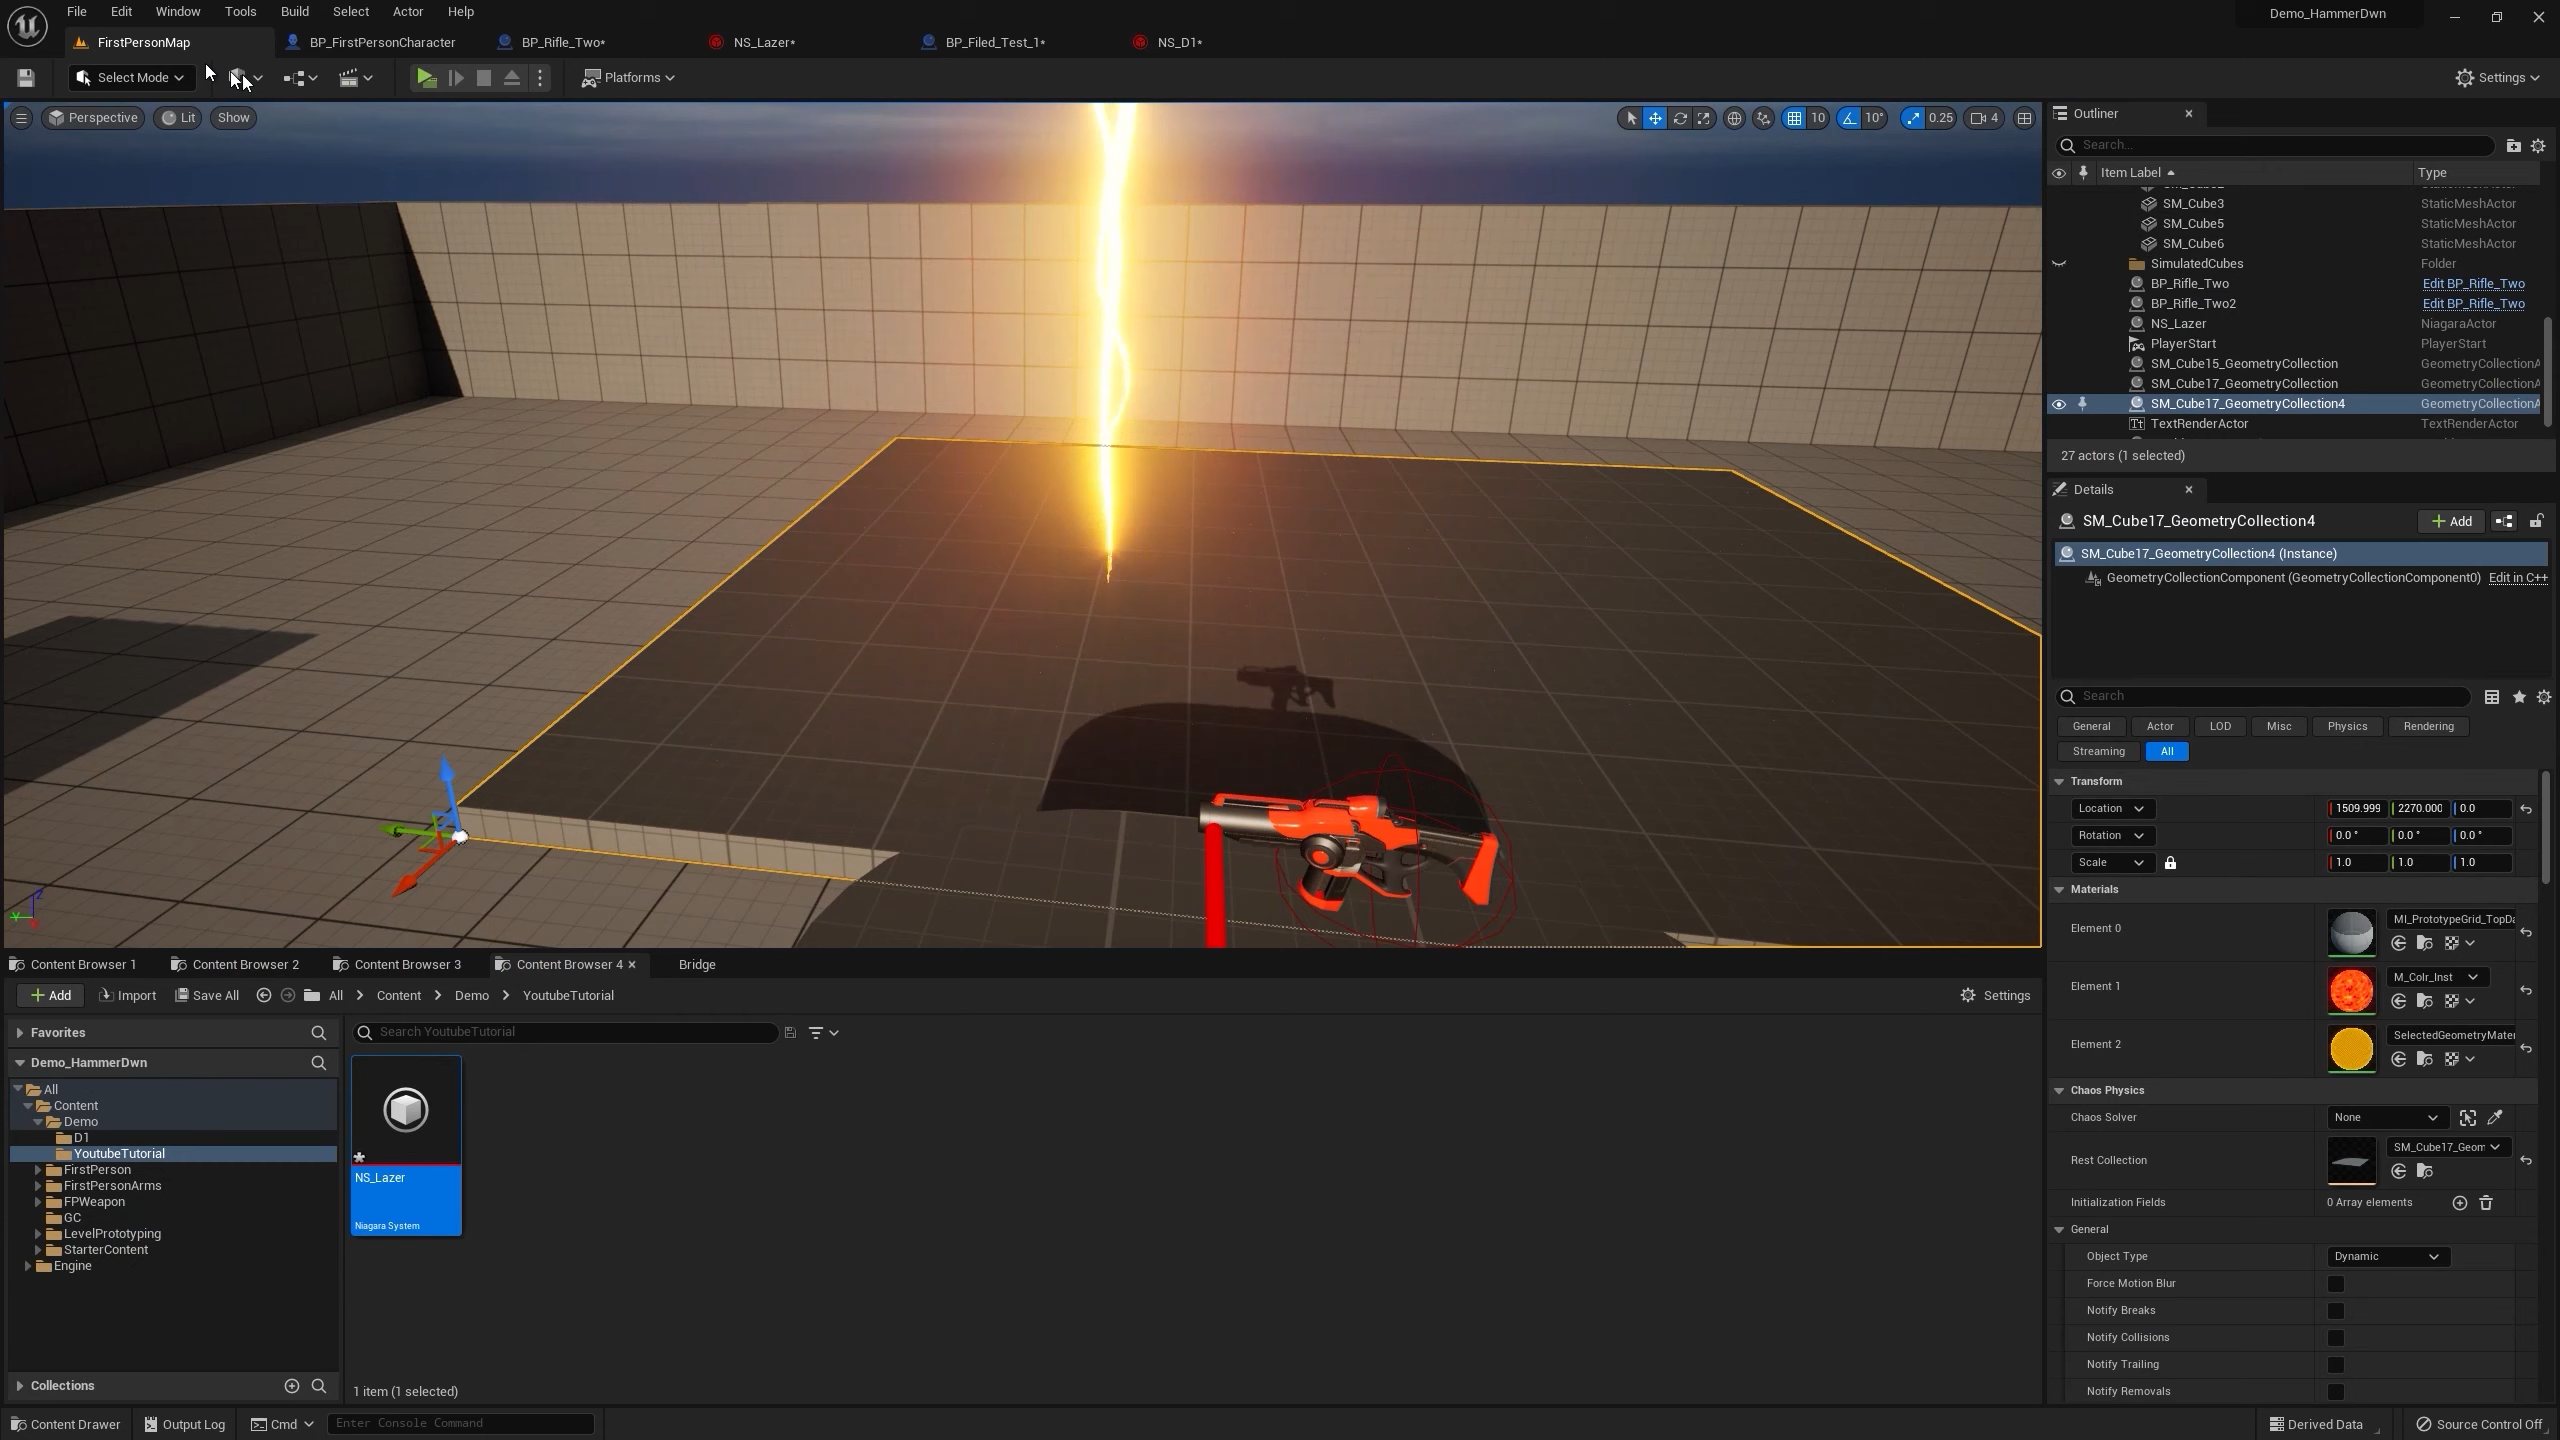 File Edit Window Tools Build Select Actor Help
Demo_HammerDwn
FirstPersonMap
BP_FirstPersonCharacter
BP_Rifle_Two*
NS_Lazer*
BP_Filed_Test_1*
NS_D1*
Select Mode
Platforms
Settings
Perspective
Lit
Show
10
10°
0.25
4
Outliner
Search...
Item Label
Type
SM_Cube3 StaticMeshActor
SM_Cube5 StaticMeshActor
SM_Cube6 StaticMeshActor
SimulatedCubes Folder
BP_Rifle_Two Edit BP_Rifle_Two
BP_Rifle_Two2 Edit BP_Rifle_Two
NS_Lazer NiagaraActor
PlayerStart PlayerStart
SM_Cube15_GeometryCollection GeometryCollectionA
SM_Cube17_GeometryCollection GeometryCollectionA
SM_Cube17_GeometryCollection4 GeometryCollectionA
TextRenderActor TextRenderActor
27 actors (1 selected)
Details
SM_Cube17_GeometryCollection4
Add
SM_Cube17_GeometryCollection4 (Instance)
GeometryCollectionComponent (GeometryCollectionComponent0) Edit in C++
Search
General Actor LOD Misc Physics Rendering
Streaming All
Transform
Location 1509.999 2270.000 0.0
Rotation 0.0 ° 0.0 ° 0.0 °
Scale 1.0 1.0 1.0
Materials
Element 0
MI_PrototypeGrid_TopDa
Element 1
M_Colr_Inst
Element 2
SelectedGeometryMater
Chaos Physics
Chaos Solver None
Rest Collection
SM_Cube17_Geom
Initialization Fields 0 Array elements
General
Object Type Dynamic
Force Motion Blur
Notify Breaks
Notify Collisions
Notify Trailing
Notify Removals
Content Browser 1
Content Browser 2
Content Browser 3
Content Browser 4
Bridge
Add
Import
Save All
All > Content > Demo > YoutubeTutorial
Settings
Favorites
Search YoutubeTutorial
Demo_HammerDwn
All
Content
Demo
D1
YoutubeTutorial
FirstPerson
FirstPersonArms
FPWeapon
GC
LevelPrototyping
StarterContent
Engine
NS_Lazer
Niagara System
Collections
1 item (1 selected)
Content Drawer
Output Log
Cmd
Enter Console Command
Derived Data
Source Control Off